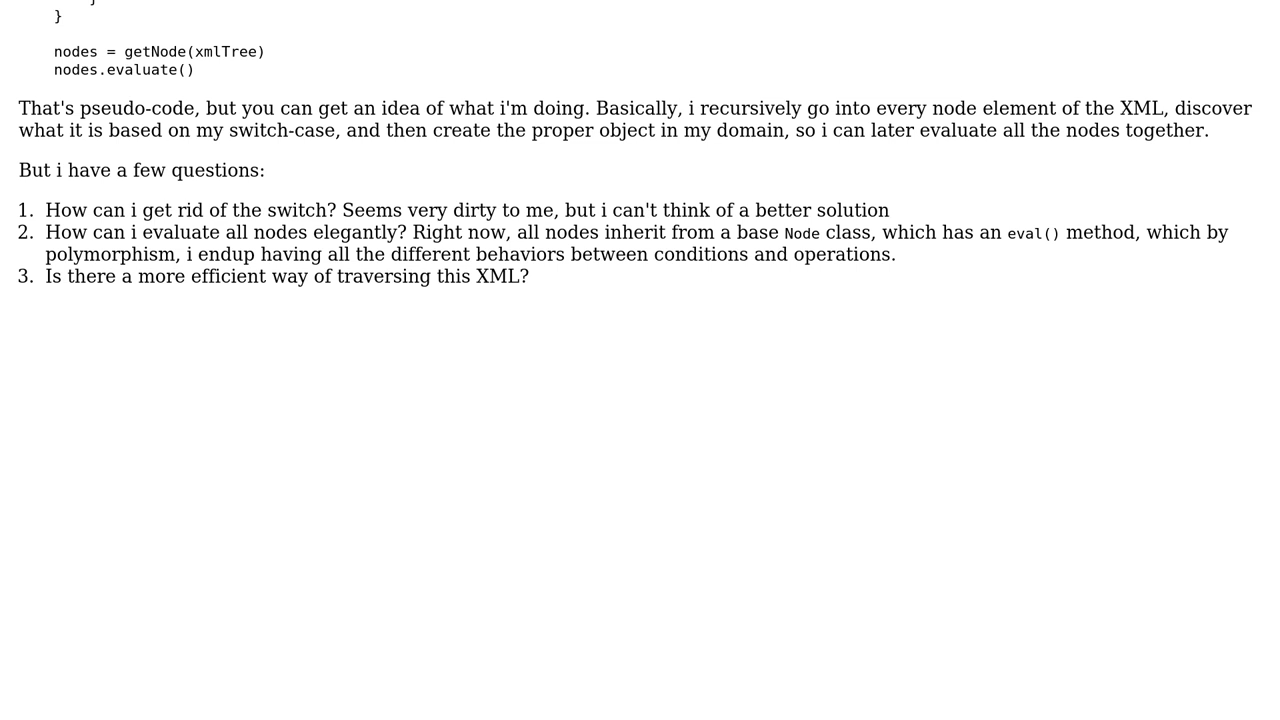 }
nodes = getNode(xmlTree)
nodes.evaluate()
That's pseudo-code, but you can get an idea of what i'm doing. Basically, i recursively go into every node element of the XML, discover
what it is based on my switch-case, and then create the proper object in my domain, so i can later evaluate all the nodes together.
But i have a few questions:
1. How can i get rid of the switch? Seems very dirty to me, but i can't think of a better solution
2. How can i evaluate all nodes elegantly? Right now, all nodes inherit from a base Node class, which has an eval() method, which by
polymorphism, i endup having all the different behaviors between conditions and operations.
3. Is there a more efficient way of traversing this XML?